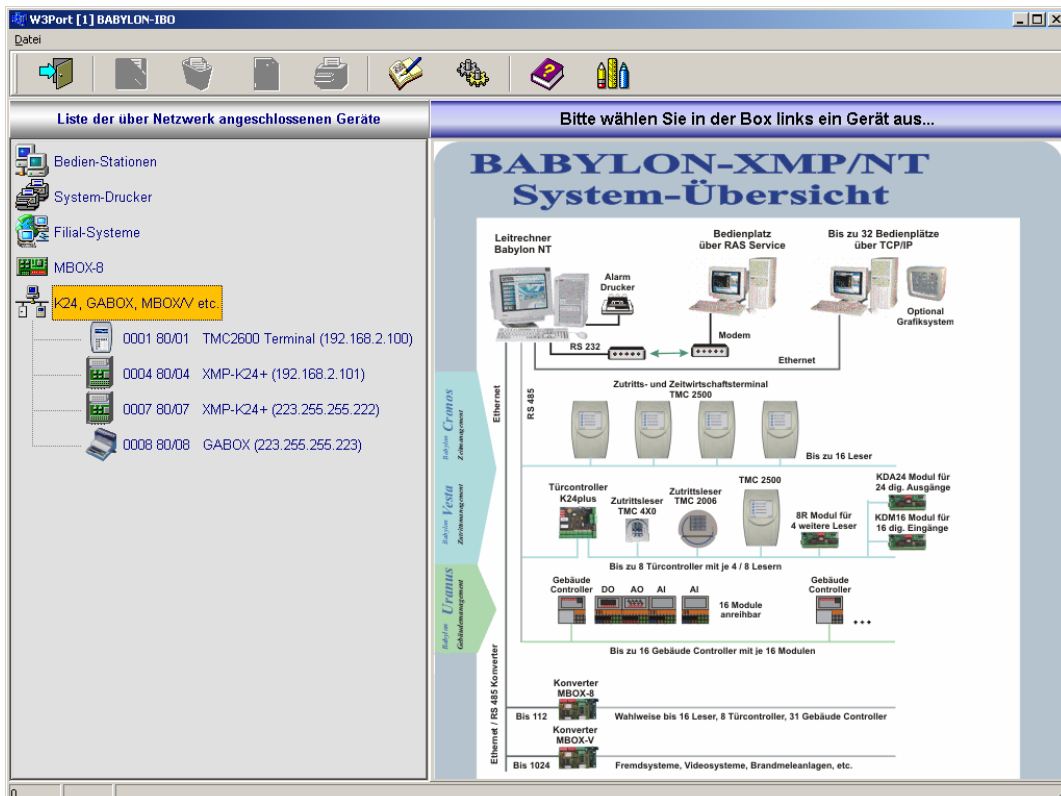 W3Port [1] BABYLON-IBO
Datei
Liste der über Netzwerk angeschlossenen Geräte
Bitte wählen Sie in der Box links ein Gerät aus...
Bedien-Stationen
System-Drucker
Filial-Systeme
MBOX-8
K24, GABOX, MBOX/V etc.
0001 80/01 TMC2600 Terminal (192.168.2.100)
0004 80/04 XMP-K24+ (192.168.2.101)
0007 80/07 XMP-K24+ (223.255.255.222)
0008 80/08 GABOX (223.255.255.223)
BABYLON-XMP/NT
System-Übersicht
Leitrechner
Babylon NT
Bedienplatz
über RAS Service
Bis zu 32 Bedienplätze
über TCP/IP
Alarm
Drucker
Optional
Grafiksystem
Modem
RS 232
Ethernet
Ethernet
RS 485
Zutritts- und Zeitwirtschaftsterminal
TMC 2500
Babylon Cronos
Zeitmanagement
Bis zu 16 Leser
Türcontroller
K24plus
Zutrittsleser
TMC 4X0
Zutrittsleser
TMC 2006
TMC 2500
8R Modul für
4 weitere Leser
KDA24 Modul für
24 dig. Ausgänge
KDM16 Modul für
16 dig. Eingänge
Babylon Vesta
Zutrittsmanagement
Bis zu 8 Türcontroller mit je 4 / 8 Lesern
Gebäude
Controller
DO AO AI AI
16 Module
anreihbar
Gebäude
Controller
Babylon Uranus
Gebäudemanagement
Bis zu 16 Gebäude Controller mit je 16 Modulen
Ethernet / RS 485 Konverter
Konverter
MBOX-8
Bis 112
Wahlweise bis 16 Leser, 8 Türcontroller, 31 Gebäude Controller
Konverter
MBOX-V
Bis 1024
Fremdsysteme, Videosysteme, Brandmeleanlagen, etc.
0